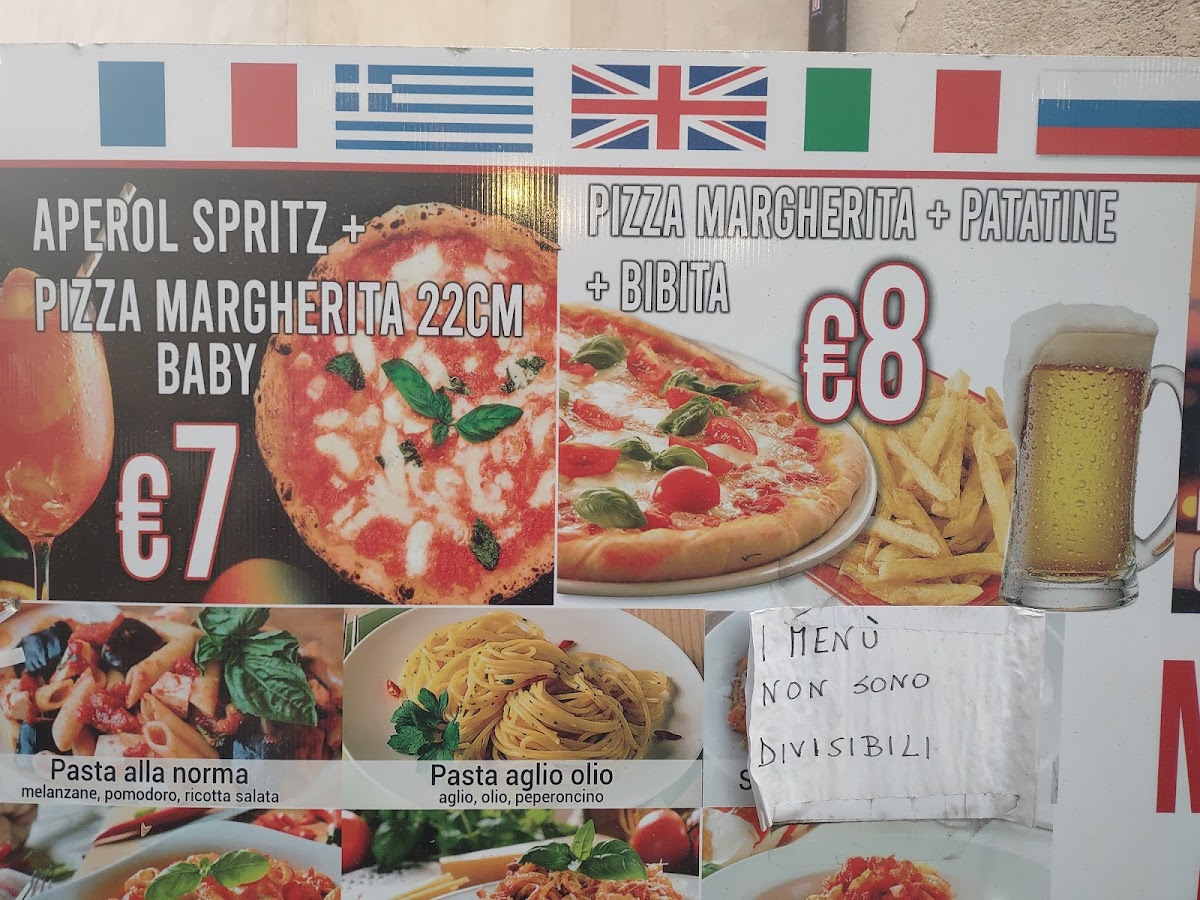 APEROL SPRITZ +
PIZZA MARGHERITA 22CM
BABY
€7
PIZZA MARGHERITA + PATATINE
+ BIBITA
€8
Pasta alla norma
melanzane, pomodoro, ricotta salata
Pasta aglio olio
aglio, olio, peperoncino
I MENÙ
NON SONO
DIVISIBILI